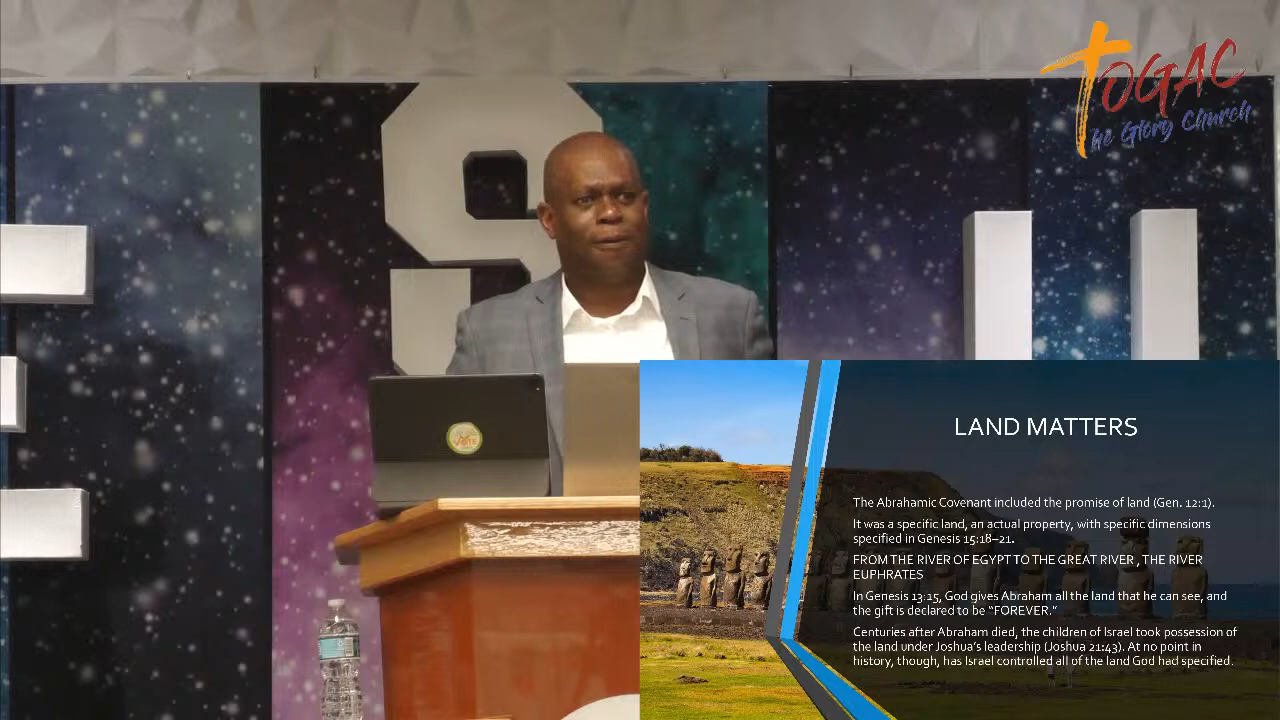 tOGAC
The Glory Church
VOTE
LAND MATTERS
The Abrahamic Covenant included the promise of land (Gen. 12:1).
It was a specific land, an actual property, with specific dimensions
specified in Genesis 15:18–21.
FROM THE RIVER OF EGYPT TO THE GREAT RIVER , THE RIVER
EUPHRATES
In Genesis 13:15, God gives Abraham all the land that he can see, and
the gift is declared to be “FOREVER.”
Centuries after Abraham died, the children of Israel took possession of
the land under Joshua’s leadership (Joshua 21:43). At no point in
history, though, has Israel controlled all of the land God had specified.